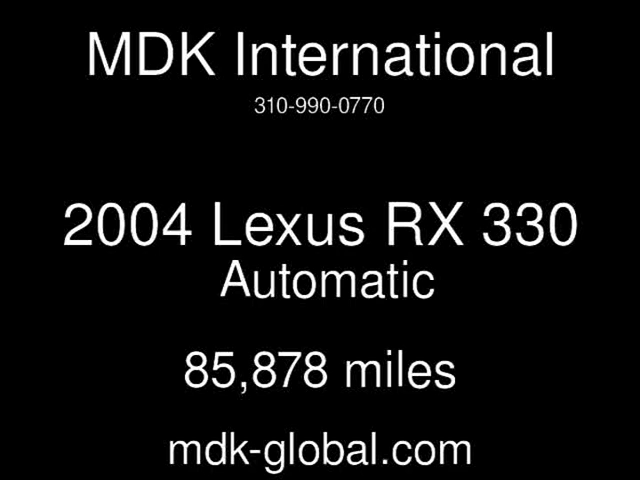 MDK International
310-990-0770
2004 Lexus RX 330
Automatic
85,878 miles
mdk-global.com